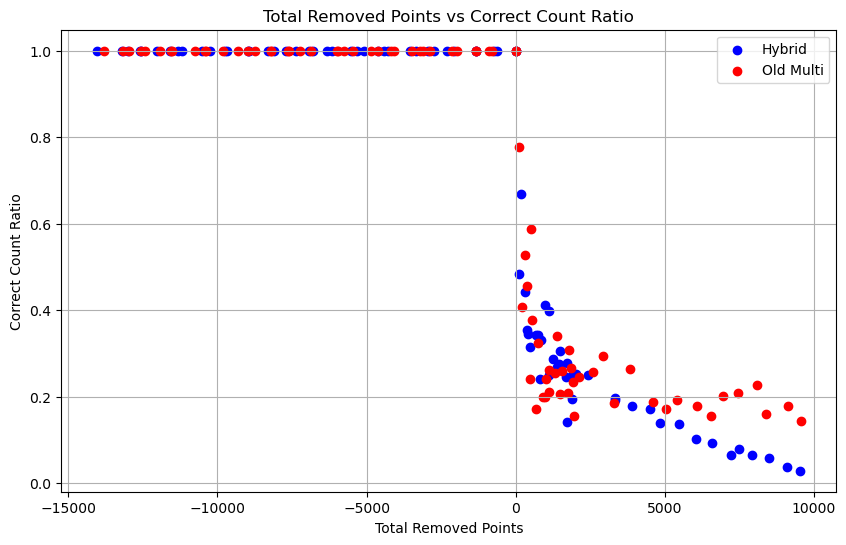 Total Removed Points vs Correct Count Ratio
Hybrid
Old Multi
Correct Count Ratio
1.0
0.8
0.6
0.4
0.2
0.0
−15000
−10000
−5000
0
5000
10000
Total Removed Points